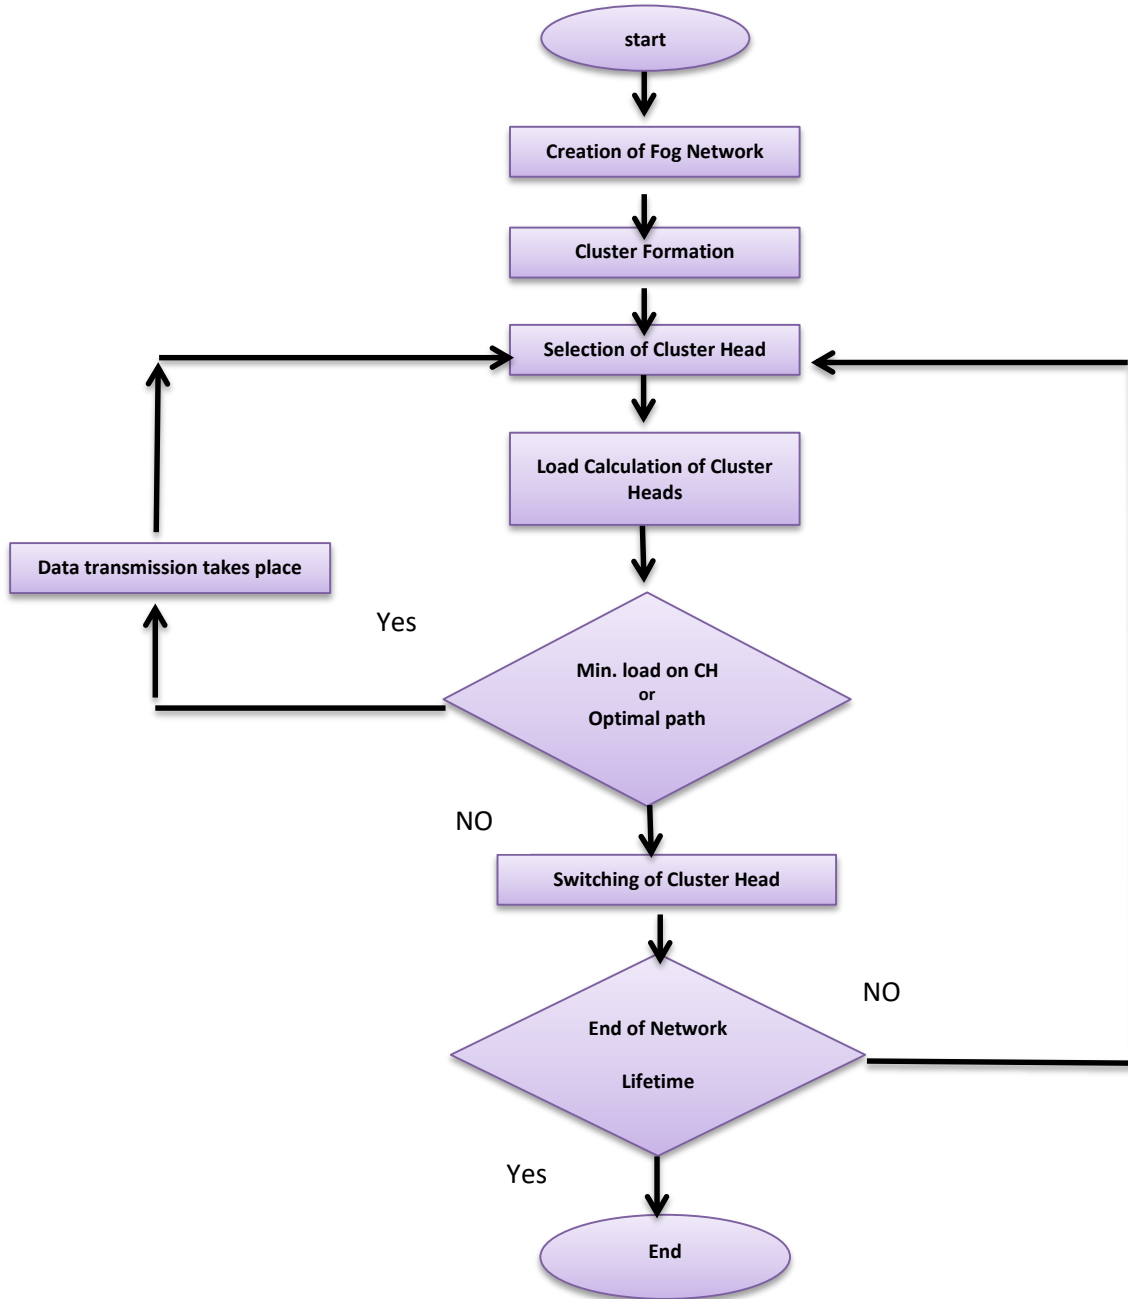 start
Creation of Fog Network
Cluster Formation
Selection of Cluster Head
Load Calculation of Cluster
Heads
Data transmission takes place
Yes
Min. load on CH
or
Optimal path
NO
Switching of Cluster Head
NO
End of Network
Lifetime
Yes
End